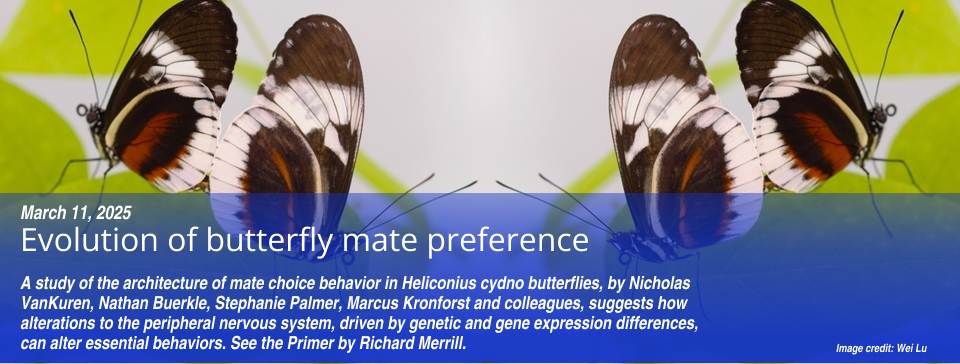 March 11, 2025
Evolution of butterfly mate preference
A study of the architecture of mate choice behavior in Heliconius cydno butterflies, by Nicholas
VanKuren, Nathan Buerkle, Stephanie Palmer, Marcus Kronforst and colleagues, suggests how
alterations to the peripheral nervous system, driven by genetic and gene expression differences,
can alter essential behaviors. See the Primer by Richard Merrill.
Image credit: Wei Lu